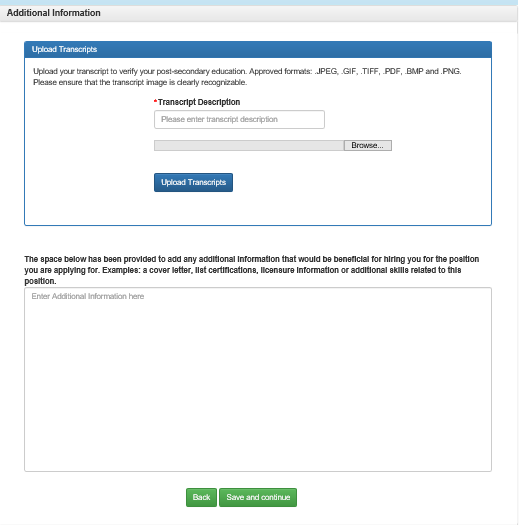 Additional Information
Upload Transcripts
Upload your transcript to verify your post-secondary education. Approved formats: .JPEG, .GIF, .TIFF, .PDF, .BMP and .PNG.
Please ensure that the transcript image is clearly recognizable.
*Transcript Description
Please enter transcript description
Browse...
Upload Transcripts
The space below has been provided to add any additional information that would be beneficial for hiring you for the position
you are applying for. Examples: a cover letter, list certifications, licensure information or additional skills related to this
position.
Enter Additional Information here
Back
Save and continue